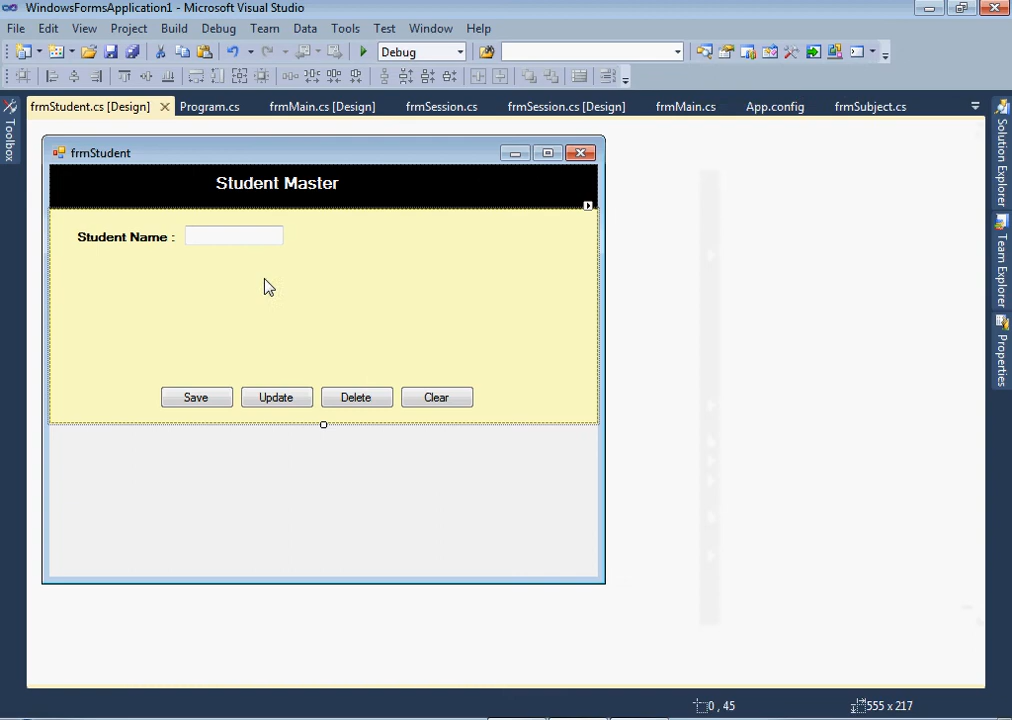 WindowsFormsApplication1 - Microsoft Visual Studio
File Edit View Project Build Debug Team Data Tools Test Window Help
Debug
frmStudent.cs [Design] Program.cs frmMain.cs [Design] frmSession.cs frmSession.cs [Design] frmMain.cs App.config frmSubject.cs
Toolbox
Solution Explorer
Team Explorer
Properties
frmStudent
Student Master
Student Name :
Save Update Delete Clear
0 , 45 555 x 217